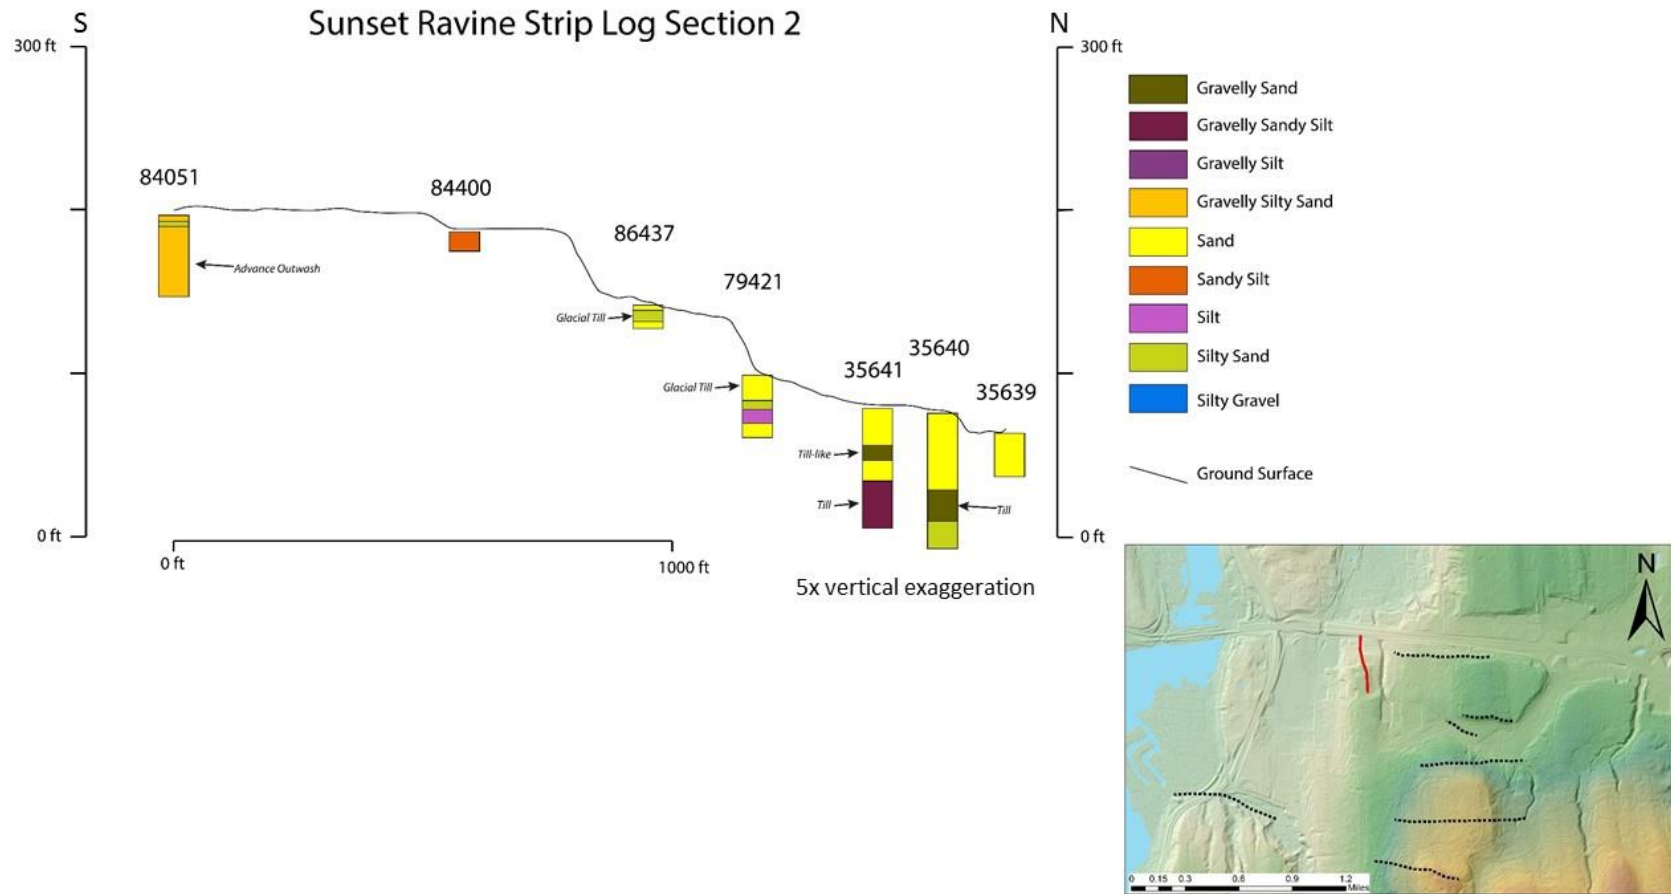 Sunset Ravine Strip Log Section 2
S
N
300 ft
300 ft
84051
84400
86437
79421
35641
35640
35639
Advance Outwash
Glacial Till
Glacial Till
Till-like
Till
Till
0 ft
0 ft
0 ft
1000 ft
5x vertical exaggeration
Gravelly Sand
Gravelly Sandy Silt
Gravelly Silt
Gravelly Silty Sand
Sand
Sandy Silt
Silt
Silty Sand
Silty Gravel
Ground Surface
N
0 0.15 0.3 0.6 0.9 1.2
Miles